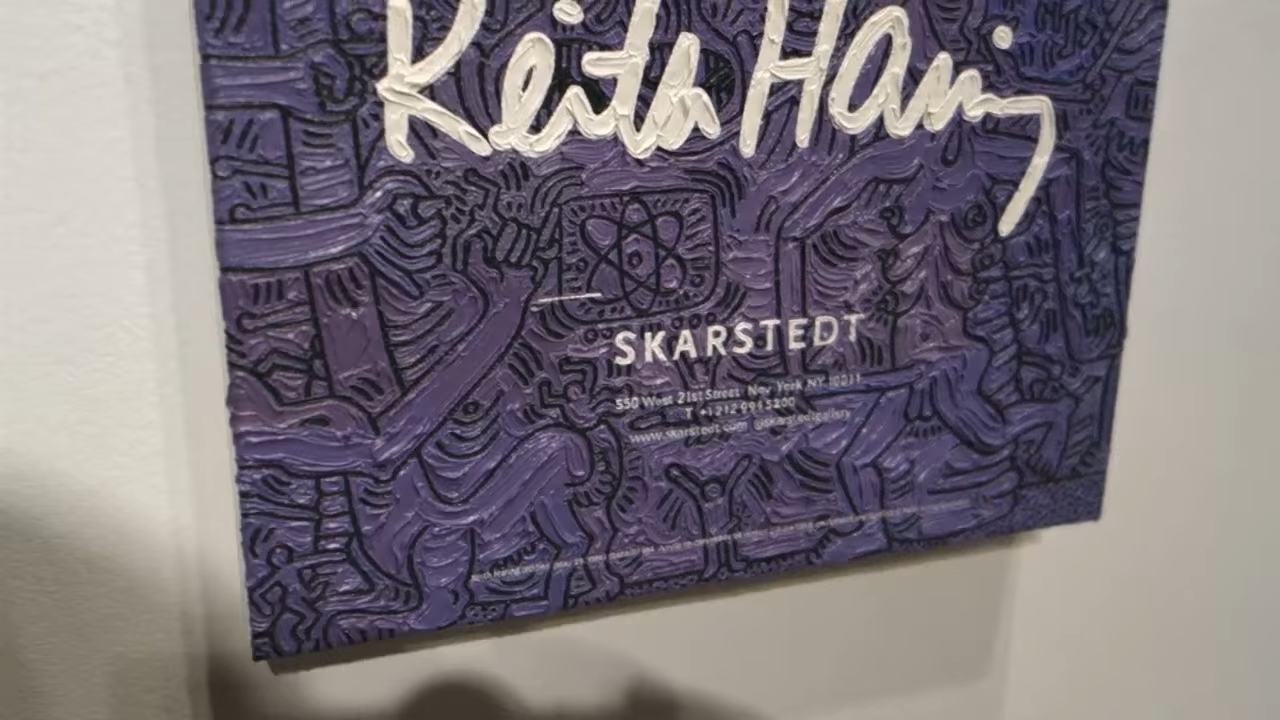 Keith Haring
SKARSTEDT
550 West 21st Street New York NY 10011
T +1 212 994 5200
www.skarstedt.com @skarstedtgallery